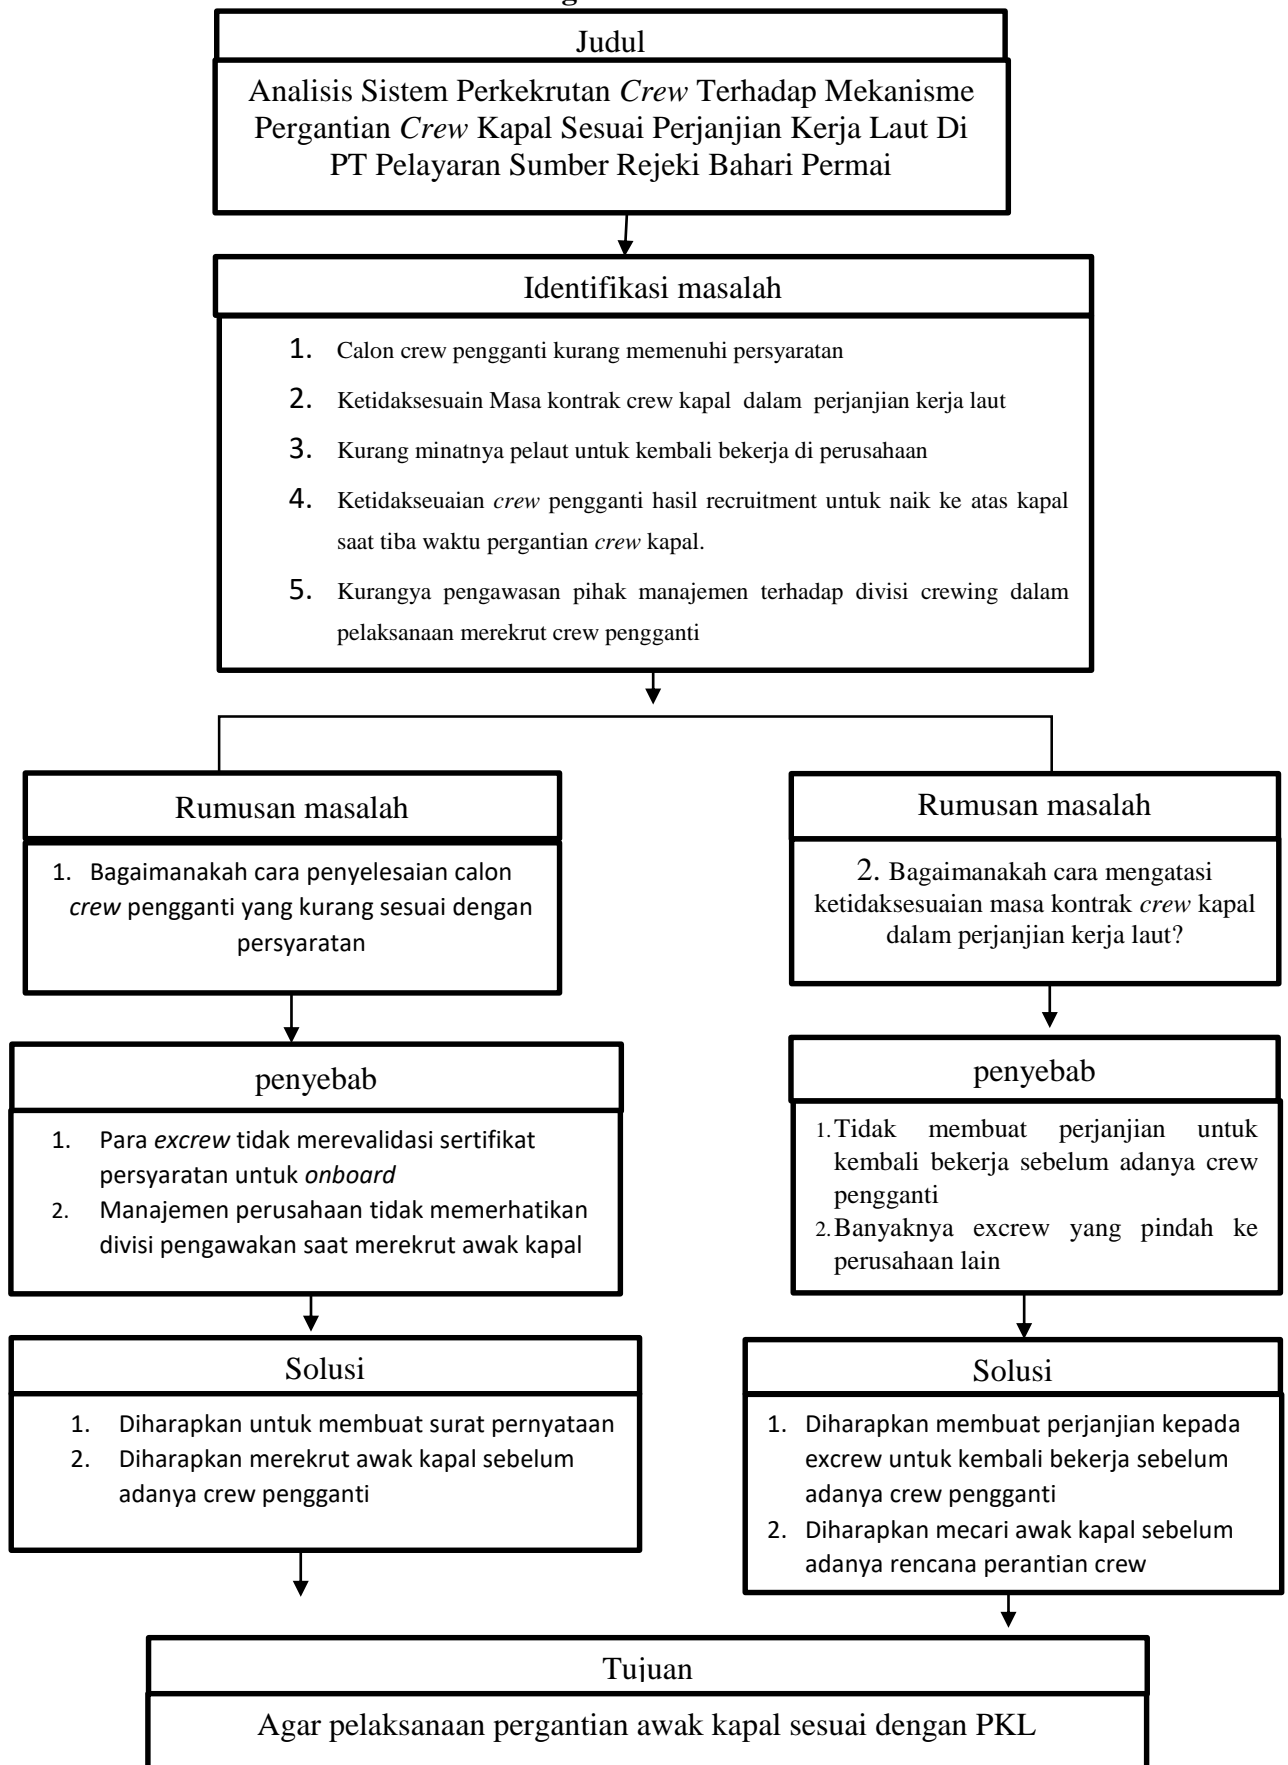 Judul
Analisis Sistem Perkekrutan Crew Terhadap Mekanisme
Pergantian Crew Kapal Sesuai Perjanjian Kerja Laut Di
PT Pelayaran Sumber Rejeki Bahari Permai
Identifikasi masalah
1. Calon crew pengganti kurang memenuhi persyaratan
2. Ketidaksesuain Masa kontrak crew kapal dalam perjanjian kerja laut
3. Kurang minatnya pelaut untuk kembali bekerja di perusahaan
4. Ketidakseuaian crew pengganti hasil recruitment untuk naik ke atas kapal
saat tiba waktu pergantian crew kapal.
5. Kurangya pengawasan pihak manajemen terhadap divisi crewing dalam
pelaksanaan merekrut crew pengganti
Rumusan masalah
1. Bagaimanakah cara penyelesaian calon
crew pengganti yang kurang sesuai dengan
persyaratan
Rumusan masalah
2. Bagaimanakah cara mengatasi
ketidaksesuaian masa kontrak crew kapal
dalam perjanjian kerja laut?
penyebab
1. Para excrew tidak merevalidasi sertifikat
persyaratan untuk onboard
2. Manajemen perusahaan tidak memerhatikan
divisi pengawakan saat merekrut awak kapal
penyebab
1. Tidak membuat perjanjian untuk
kembali bekerja sebelum adanya crew
pengganti
2. Banyaknya excrew yang pindah ke
perusahaan lain
Solusi
1. Diharapkan untuk membuat surat pernyataan
2. Diharapkan merekrut awak kapal sebelum
adanya crew pengganti
Solusi
1. Diharapkan membuat perjanjian kepada
excrew untuk kembali bekerja sebelum
adanya crew pengganti
2. Diharapkan mecari awak kapal sebelum
adanya rencana perantian crew
Tujuan
Agar pelaksanaan pergantian awak kapal sesuai dengan PKL